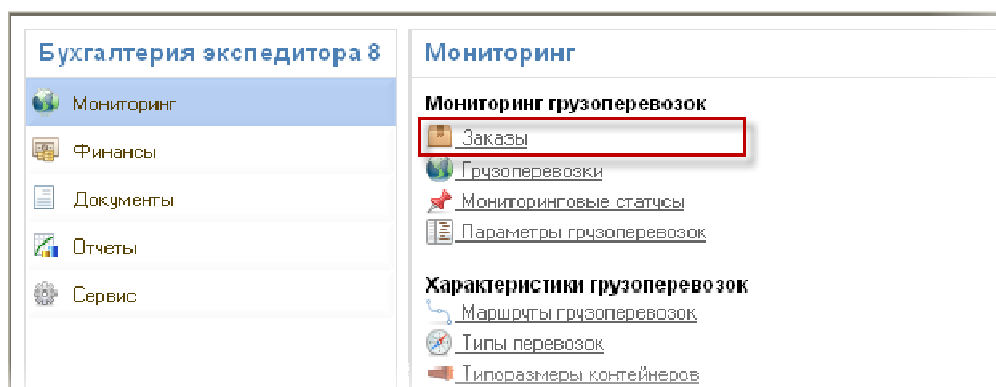 Бухгалтерия экспедитора 8
Мониторинг
Финансы
Документы
Отчеты
Сервис
Мониторинг
Мониторинг грузоперевозок
Заказы
Грузоперевозки
Мониторинговые статусы
Параметры грузоперевозок
Характеристики грузоперевозок
Маршруты грузоперевозок
Типы перевозок
Типоразмеры контейнеров